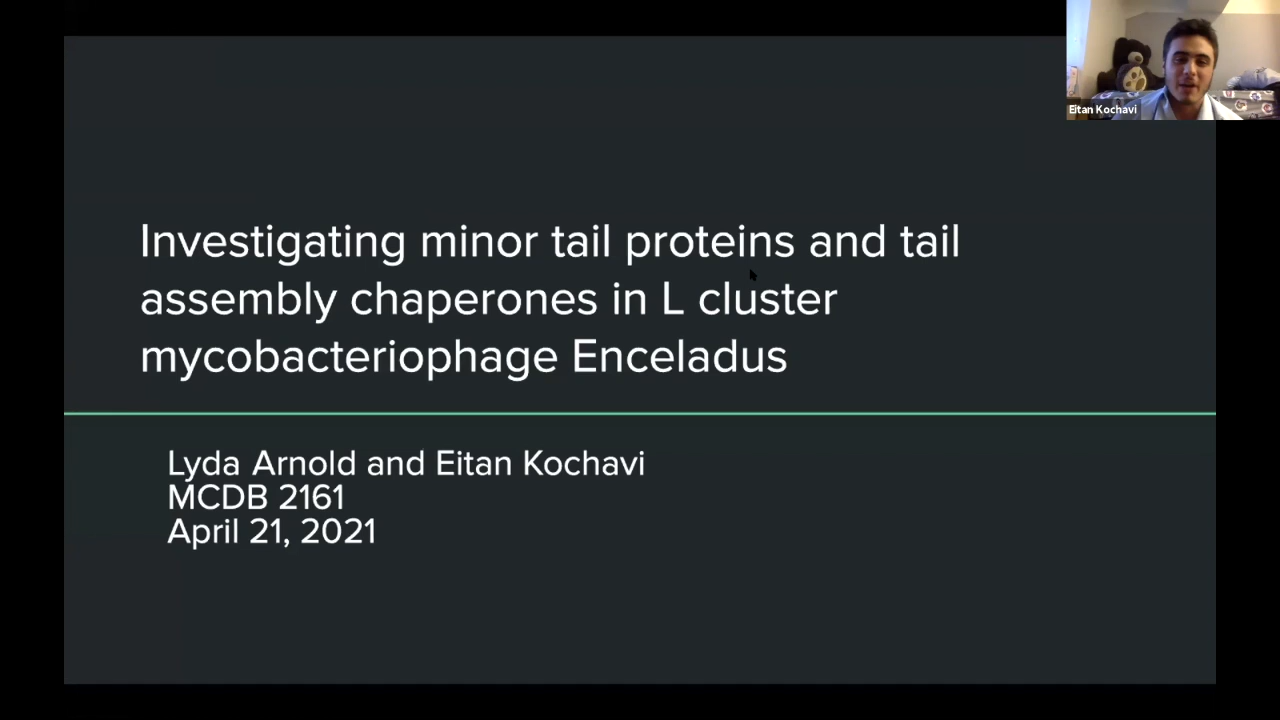 Eitan Kochavi
Investigating minor tail proteins and tail
assembly chaperones in L cluster
mycobacteriophage Enceladus
Lyda Arnold and Eitan Kochavi
MCDB 2161
April 21, 2021